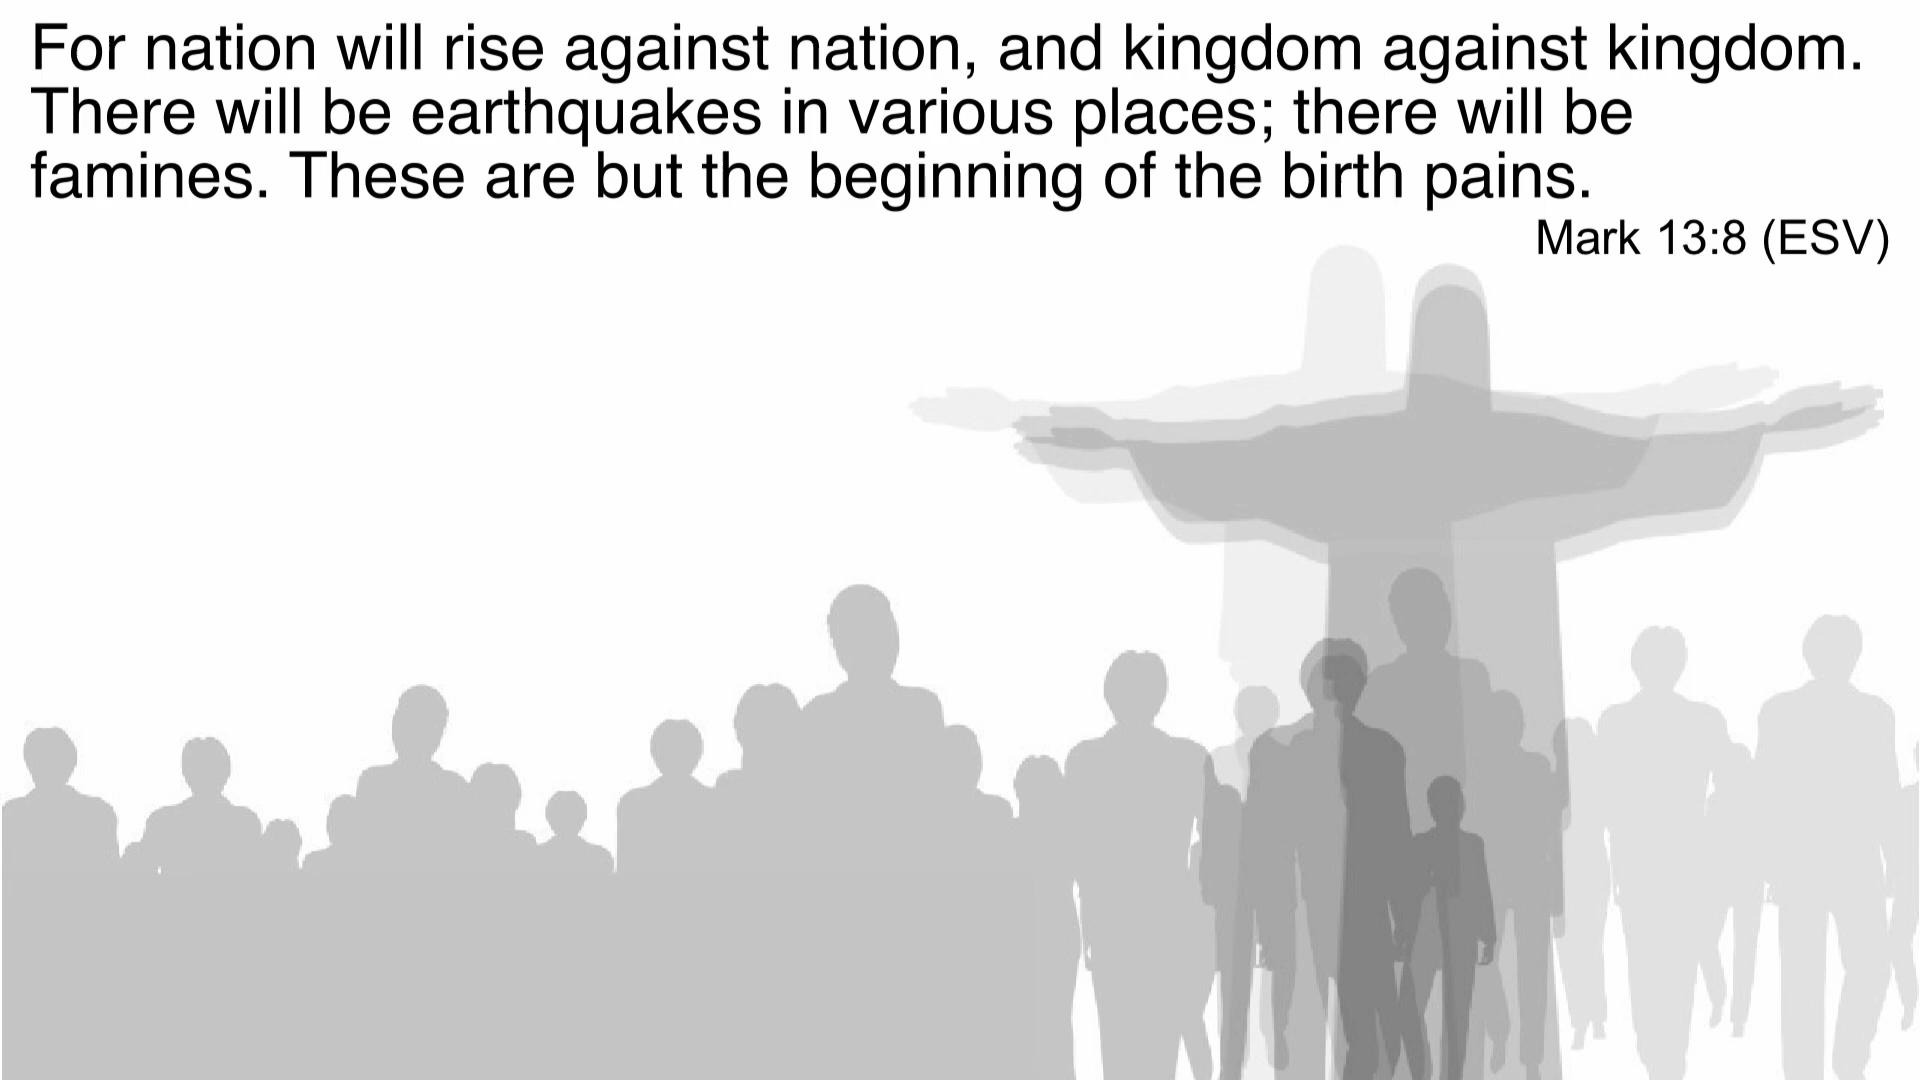 For nation will rise against nation, and kingdom against kingdom.
There will be earthquakes in various places; there will be
famines. These are but the beginning of the birth pains.
Mark 13:8 (ESV)